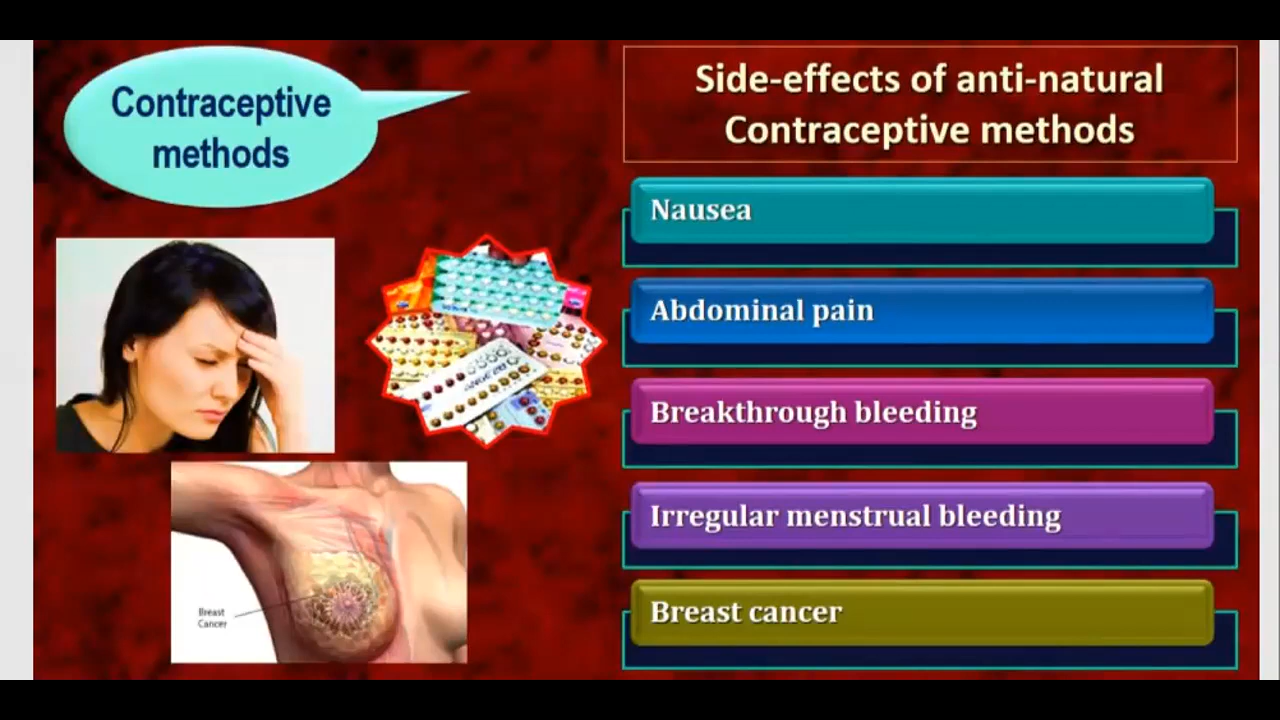 Contraceptive
methods
Side-effects of anti-natural
Contraceptive methods
Nausea
Abdominal pain
Breakthrough bleeding
Irregular menstrual bleeding
Breast
Cancer
Breast cancer